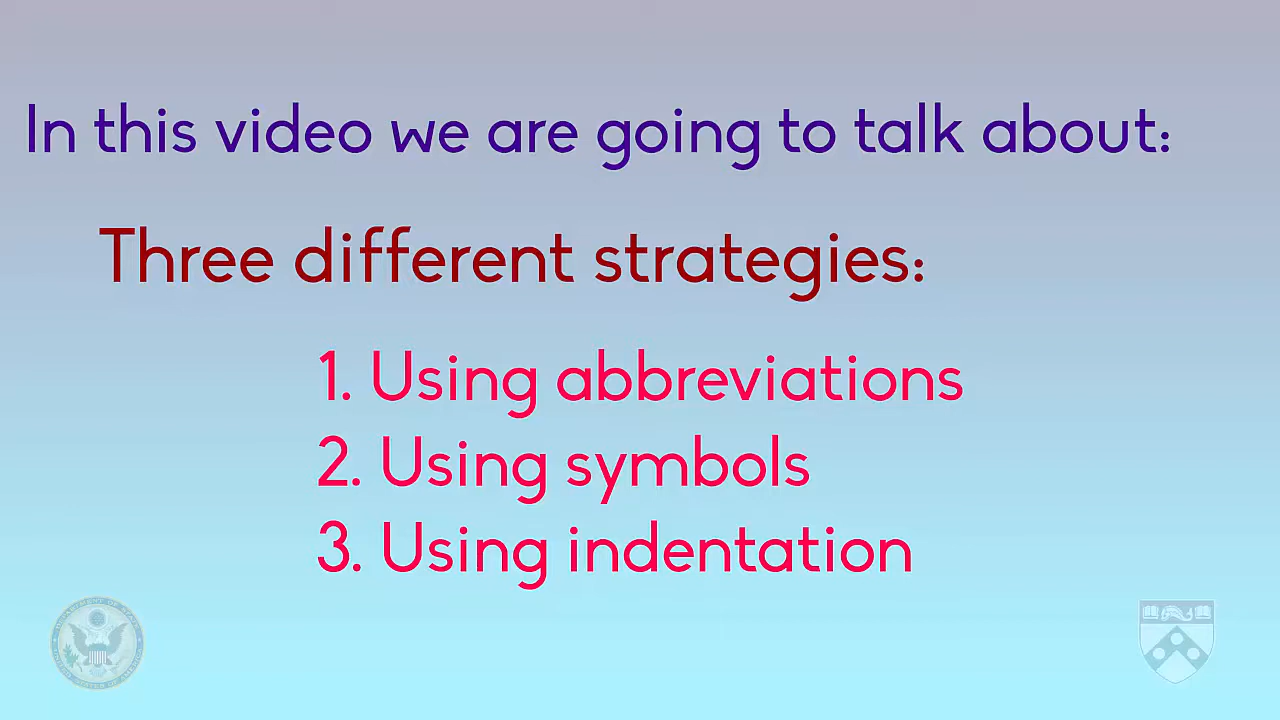 In this video we are going to talk about:
Three different strategies:
1. Using abbreviations
2. Using symbols
3. Using indentation